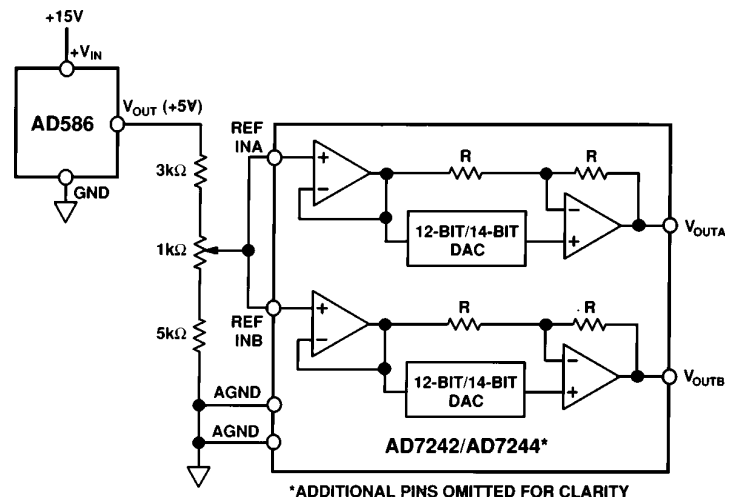 +15V
+VIN
AD586
VOUT (+5V)
GND
3kΩ
1kΩ
5kΩ
REF
INA
R
R
12-BIT/14-BIT
DAC
VOUTA
REF
INB
R
R
12-BIT/14-BIT
DAC
VOUTB
AGND
AGND
AD7242/AD7244*
*ADDITIONAL PINS OMITTED FOR CLARITY